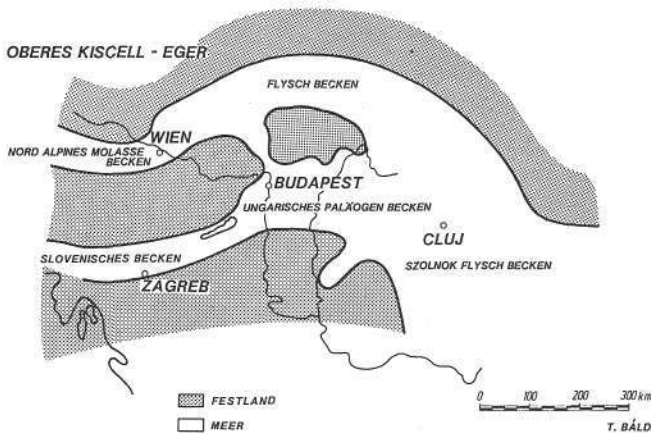 OBERES KISCELL - EGER
FLYSCH BECKEN
WIEN
NORD ALPINES MOLASSE
BECKEN
BUDAPEST
UNGARISCHES PALÄOGEN BECKEN
CLUJ
SLOVENISCHES BECKEN
SZOLNOK FLYSCH BECKEN
ZAGREB
FESTLAND
MEER
0 100 200 300 km
T. BÁLD